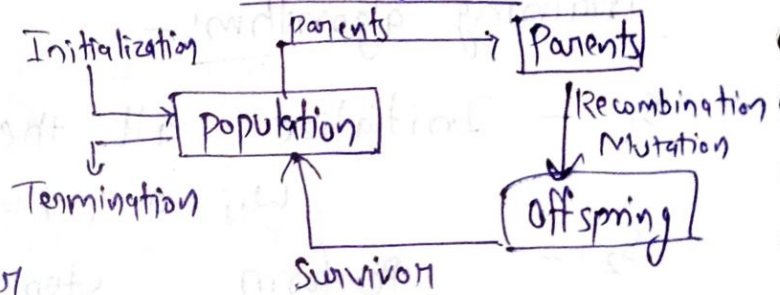 Parents
Initialization
Parents
Population
Recombination
Mutation
Termination
Offspring
Survivor